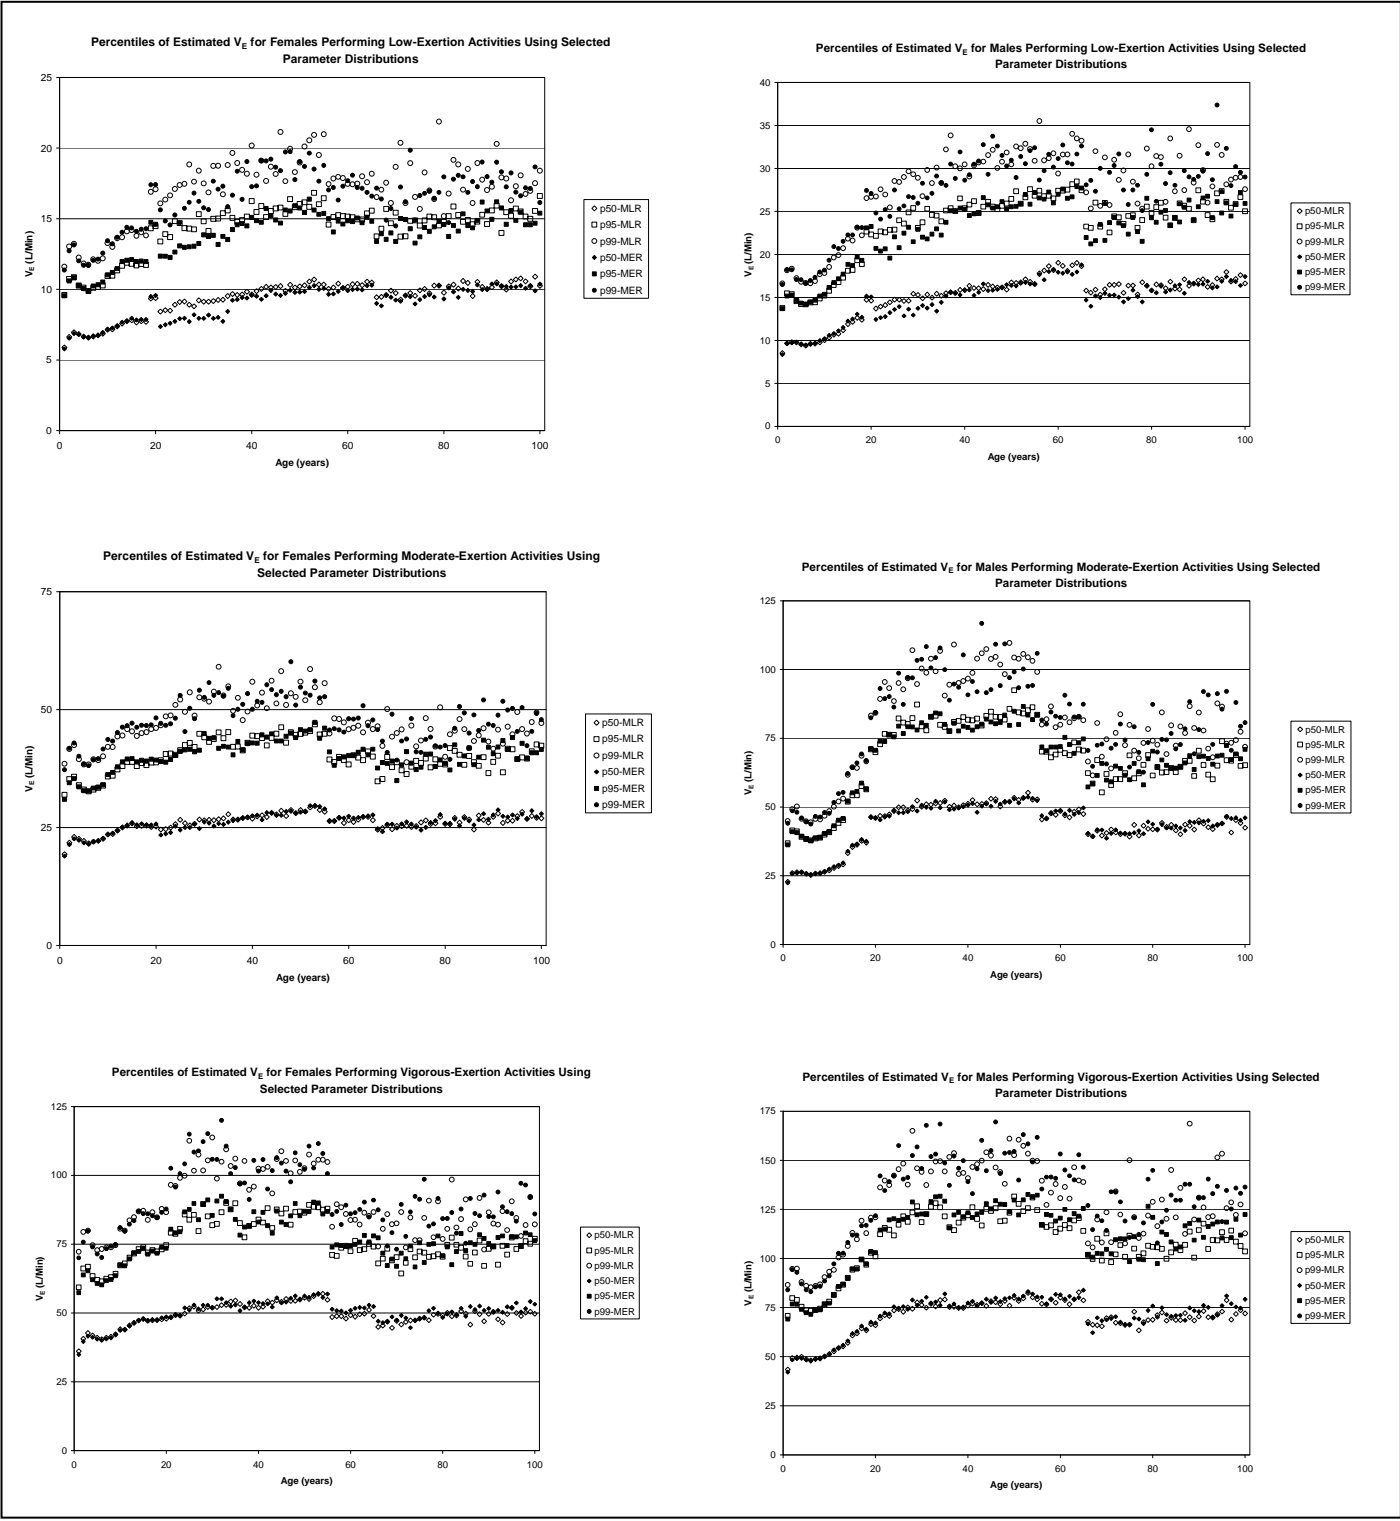 Percentiles of Estimated VE for Females Performing Low-Exertion Activities Using Selected
Parameter Distributions
25
20
15
10
5
0
VE (L/Min)
0 20 40 60 80 100
Age (years)
p50-MLR
p95-MLR
p99-MLR
p50-MER
p95-MER
p99-MER
Percentiles of Estimated VE for Males Performing Low-Exertion Activities Using Selected
Parameter Distributions
40
35
30
25
20
15
10
5
0
VE (L/Min)
0 20 40 60 80 100
Age (years)
p50-MLR
p95-MLR
p99-MLR
p50-MER
p95-MER
p99-MER
Percentiles of Estimated VE for Females Performing Moderate-Exertion Activities Using
Selected Parameter Distributions
75
50
25
0
VE (L/Min)
0 20 40 60 80 100
Age (years)
p50-MLR
p95-MLR
p99-MLR
p50-MER
p95-MER
p99-MER
Percentiles of Estimated VE for Males Performing Moderate-Exertion Activities Using Selected
Parameter Distributions
125
100
75
50
25
0
VE (L/Min)
0 20 40 60 80 100
Age (years)
p50-MLR
p95-MLR
p99-MLR
p50-MER
p95-MER
p99-MER
Percentiles of Estimated VE for Females Performing Vigorous-Exertion Activities Using
Selected Parameter Distributions
125
100
75
50
25
0
VE (L/Min)
0 20 40 60 80 100
Age (years)
p50-MLR
p95-MLR
p99-MLR
p50-MER
p95-MER
p99-MER
Percentiles of Estimated VE for Males Performing Vigorous-Exertion Activities Using Selected
Parameter Distributions
175
150
125
100
75
50
25
0
VE (L/Min)
0 20 40 60 80 100
Age (years)
p50-MLR
p95-MLR
p99-MLR
p50-MER
p95-MER
p99-MER